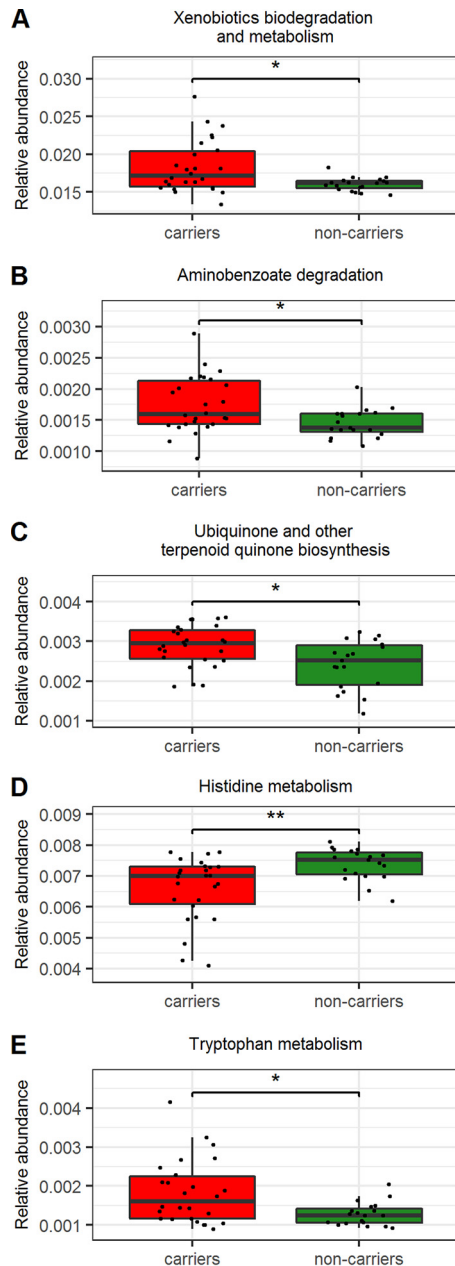 A
Xenobiotics biodegradation
and metabolism
Relative abundance
0.030
0.025
0.020
0.015
*
carriers
non-carriers
B
Aminobenzoate degradation
Relative abundance
0.0030
0.0025
0.0020
0.0015
0.0010
*
carriers
non-carriers
C
Ubiquinone and other
terpenoid quinone biosynthesis
Relative abundance
0.004
0.003
0.002
0.001
*
carriers
non-carriers
D
Histidine metabolism
Relative abundance
0.009
0.008
0.007
0.006
0.005
0.004
**
carriers
non-carriers
E
Tryptophan metabolism
Relative abundance
0.004
0.003
0.002
0.001
*
carriers
non-carriers